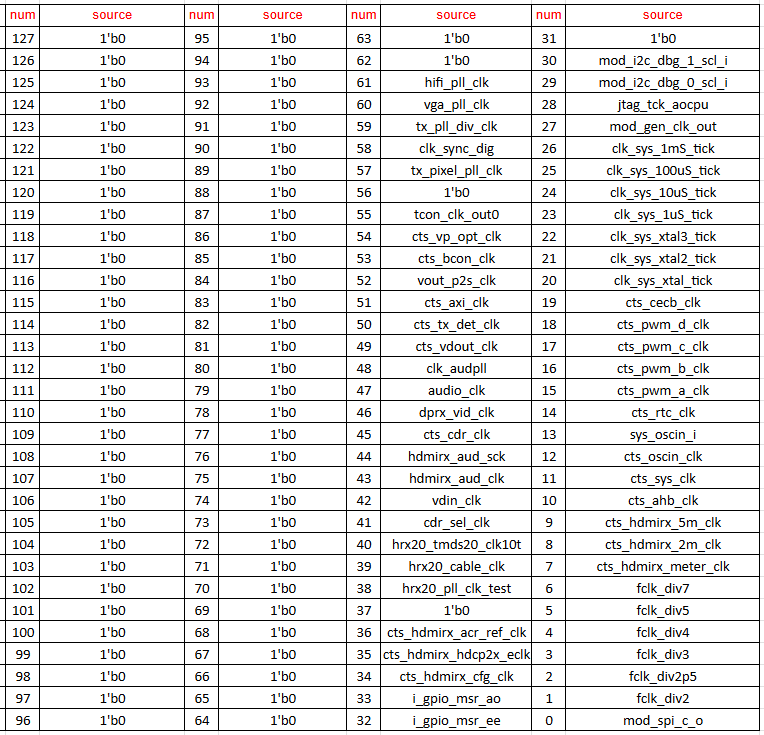 num source num source num source num source
127 1'b0 95 1'b0 63 1'b0 31 1'b0
126 1'b0 94 1'b0 62 1'b0 30 mod_i2c_dbg_1_scl_i
125 1'b0 93 1'b0 61 hifi_pll_clk 29 mod_i2c_dbg_0_scl_i
124 1'b0 92 1'b0 60 vga_pll_clk 28 jtag_tck_aocpu
123 1'b0 91 1'b0 59 tx_pll_div_clk 27 mod_gen_clk_out
122 1'b0 90 1'b0 58 clk_sync_dig 26 clk_sys_1mS_tick
121 1'b0 89 1'b0 57 tx_pixel_pll_clk 25 clk_sys_100uS_tick
120 1'b0 88 1'b0 56 1'b0 24 clk_sys_10uS_tick
119 1'b0 87 1'b0 55 tcon_clk_out0 23 clk_sys_1uS_tick
118 1'b0 86 1'b0 54 cts_vp_opt_clk 22 clk_sys_xtal3_tick
117 1'b0 85 1'b0 53 cts_bcon_clk 21 clk_sys_xtal2_tick
116 1'b0 84 1'b0 52 vout_p2s_clk 20 clk_sys_xtal_tick
115 1'b0 83 1'b0 51 cts_axi_clk 19 cts_cecb_clk
114 1'b0 82 1'b0 50 cts_tx_det_clk 18 cts_pwm_d_clk
113 1'b0 81 1'b0 49 cts_vdout_clk 17 cts_pwm_c_clk
112 1'b0 80 1'b0 48 clk_audpll 16 cts_pwm_b_clk
111 1'b0 79 1'b0 47 audio_clk 15 cts_pwm_a_clk
110 1'b0 78 1'b0 46 dprx_vid_clk 14 cts_rtc_clk
109 1'b0 77 1'b0 45 cts_cdr_clk 13 sys_oscin_i
108 1'b0 76 1'b0 44 hdmirx_aud_sck 12 cts_oscin_clk
107 1'b0 75 1'b0 43 hdmirx_aud_clk 11 cts_sys_clk
106 1'b0 74 1'b0 42 vdin_clk 10 cts_ahb_clk
105 1'b0 73 1'b0 41 cdr_sel_clk 9 cts_hdmirx_5m_clk
104 1'b0 72 1'b0 40 hrx20_tmds20_clk10t 8 cts_hdmirx_2m_clk
103 1'b0 71 1'b0 39 hrx20_cable_clk 7 cts_hdmirx_meter_clk
102 1'b0 70 1'b0 38 hrx20_pll_clk_test 6 fclk_div7
101 1'b0 69 1'b0 37 1'b0 5 fclk_div5
100 1'b0 68 1'b0 36 cts_hdmirx_acr_ref_clk 4 fclk_div4
99 1'b0 67 1'b0 35 cts_hdmirx_hdcp2x_eclk 3 fclk_div3
98 1'b0 66 1'b0 34 cts_hdmirx_cfg_clk 2 fclk_div2p5
97 1'b0 65 1'b0 33 i_gpio_msr_ao 1 fclk_div2
96 1'b0 64 1'b0 32 i_gpio_msr_ee 0 mod_spi_c_o